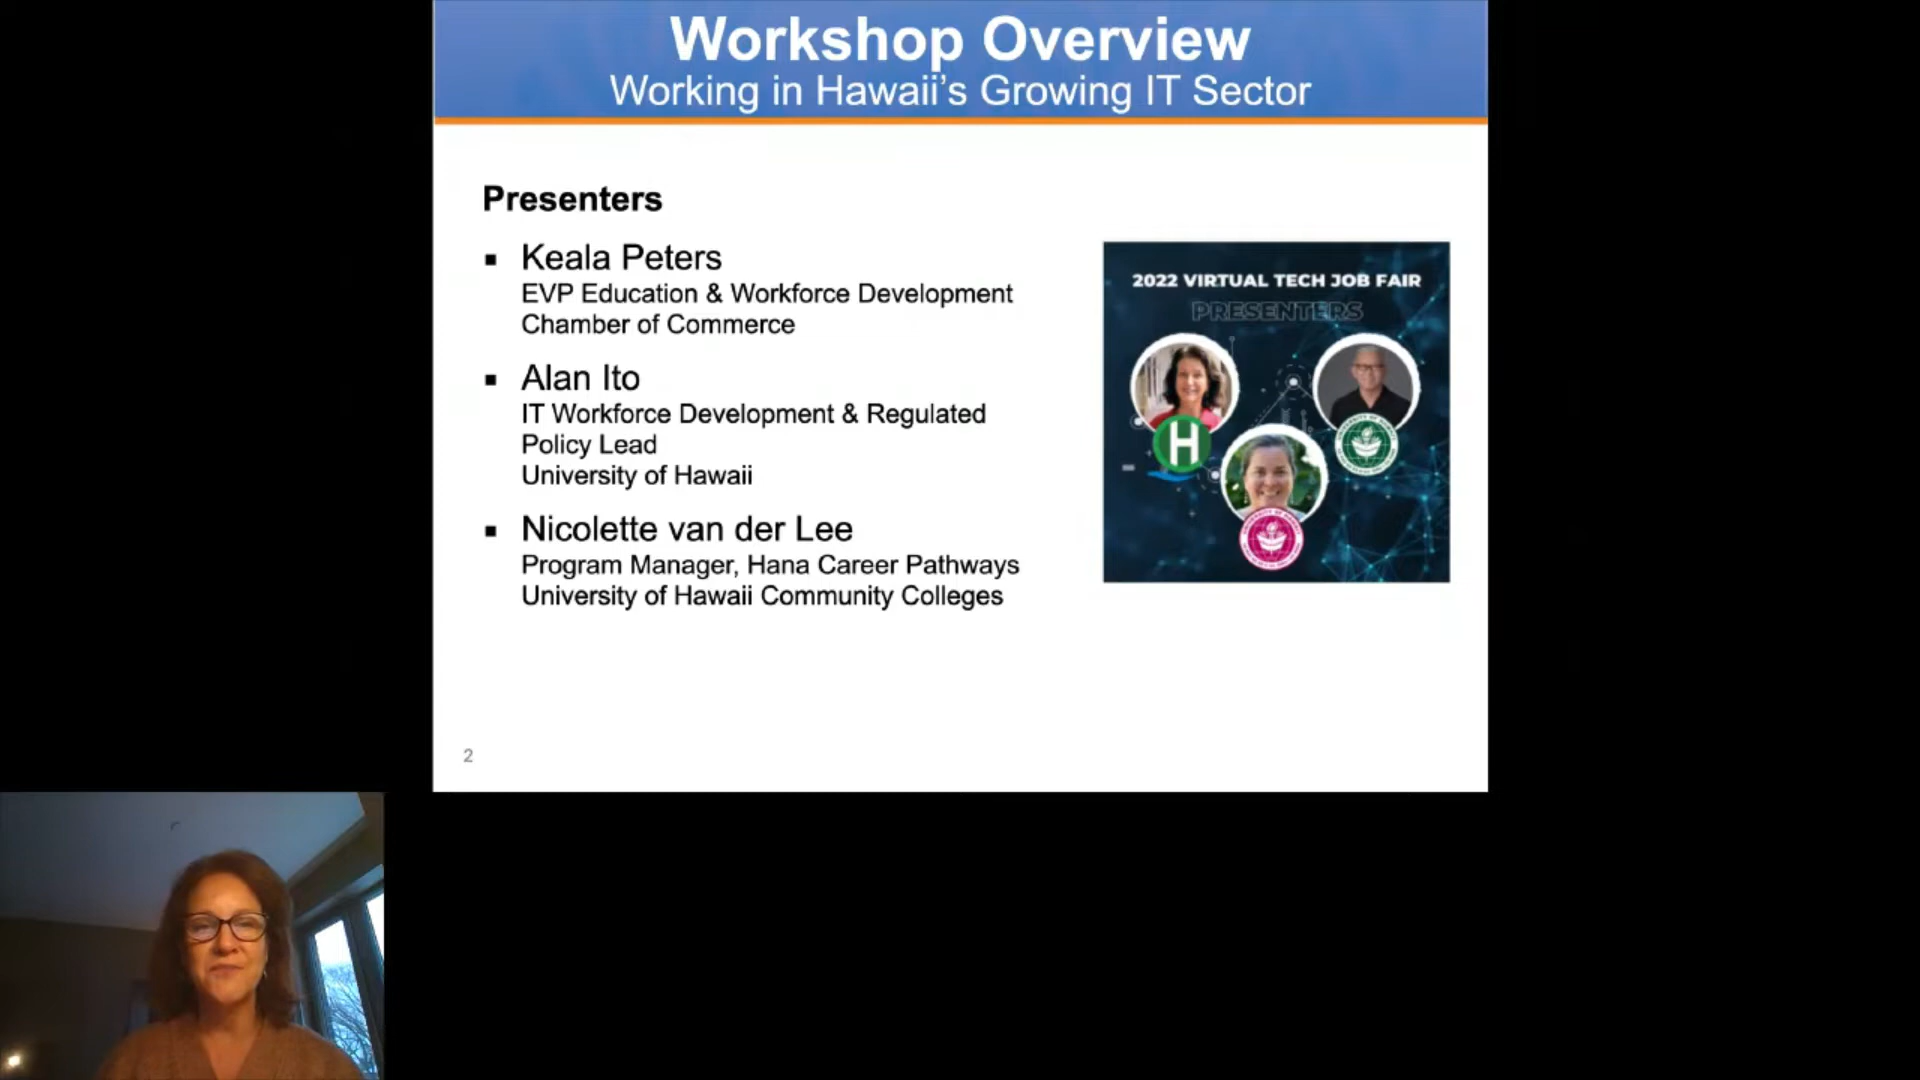 Workshop Overview
Working in Hawaii's Growing IT Sector
Presenters
▪ Keala Peters
EVP Education & Workforce Development
Chamber of Commerce
▪ Alan Ito
IT Workforce Development & Regulated
Policy Lead
University of Hawaii
▪ Nicolette van der Lee
Program Manager, Hana Career Pathways
University of Hawaii Community Colleges
2022 VIRTUAL TECH JOB FAIR
PRESENTERS
H
2